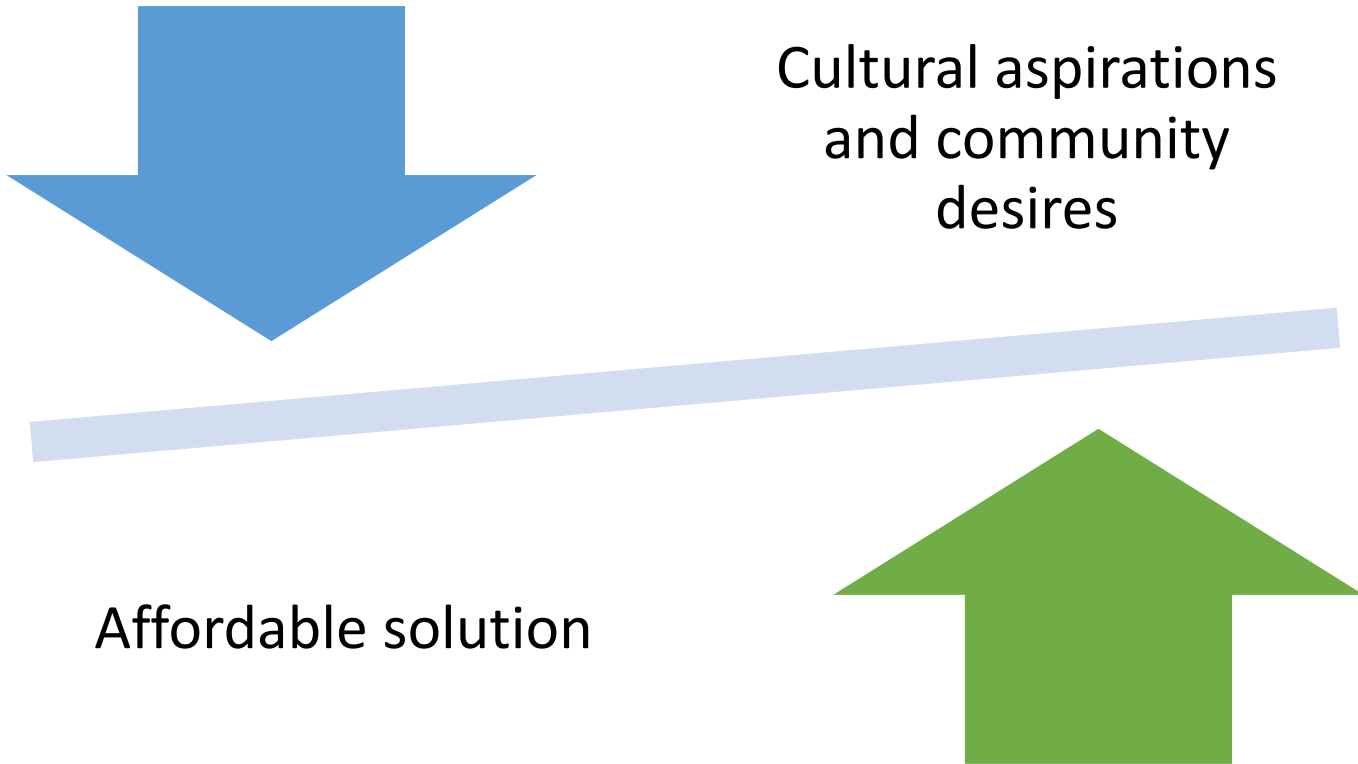 Cultural aspirations
and community
desires
Affordable solution